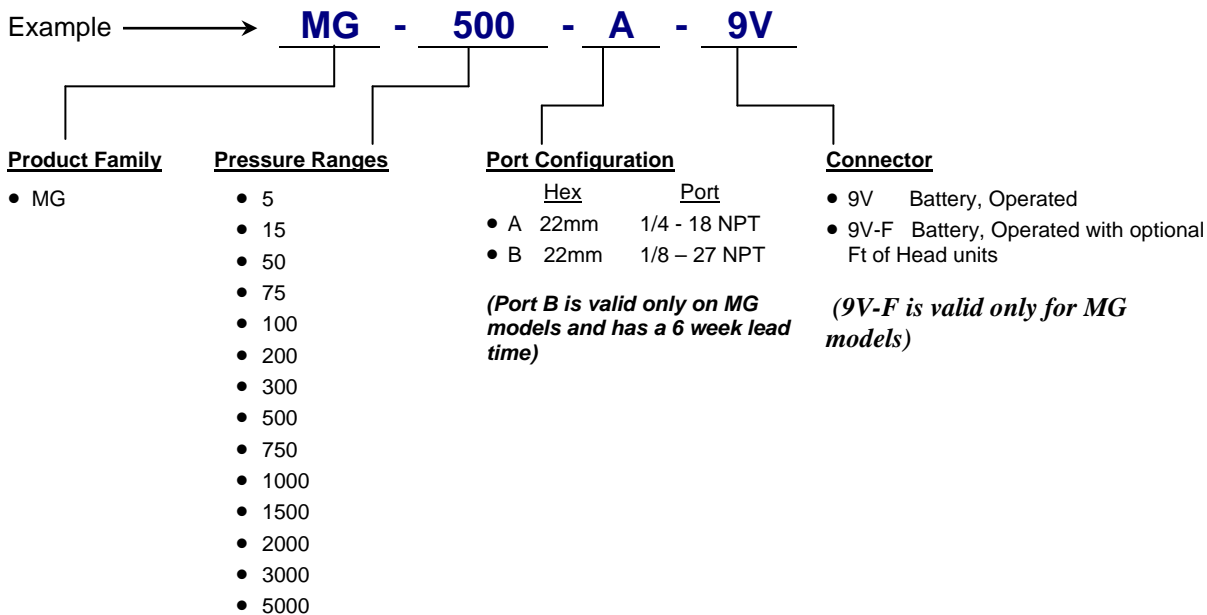 Example MG - 500 - A - 9V
Product Family
• MG
Pressure Ranges
• 5
• 15
• 50
• 75
• 100
• 200
• 300
• 500
• 750
• 1000
• 1500
• 2000
• 3000
• 5000
Port Configuration
Hex Port
• A 22mm 1/4 - 18 NPT
• B 22mm 1/8 – 27 NPT
(Port B is valid only on MG
models and has a 6 week lead
time)
Connector
• 9V Battery, Operated
• 9V-F Battery, Operated with optional
Ft of Head units
(9V-F is valid only for MG
models)